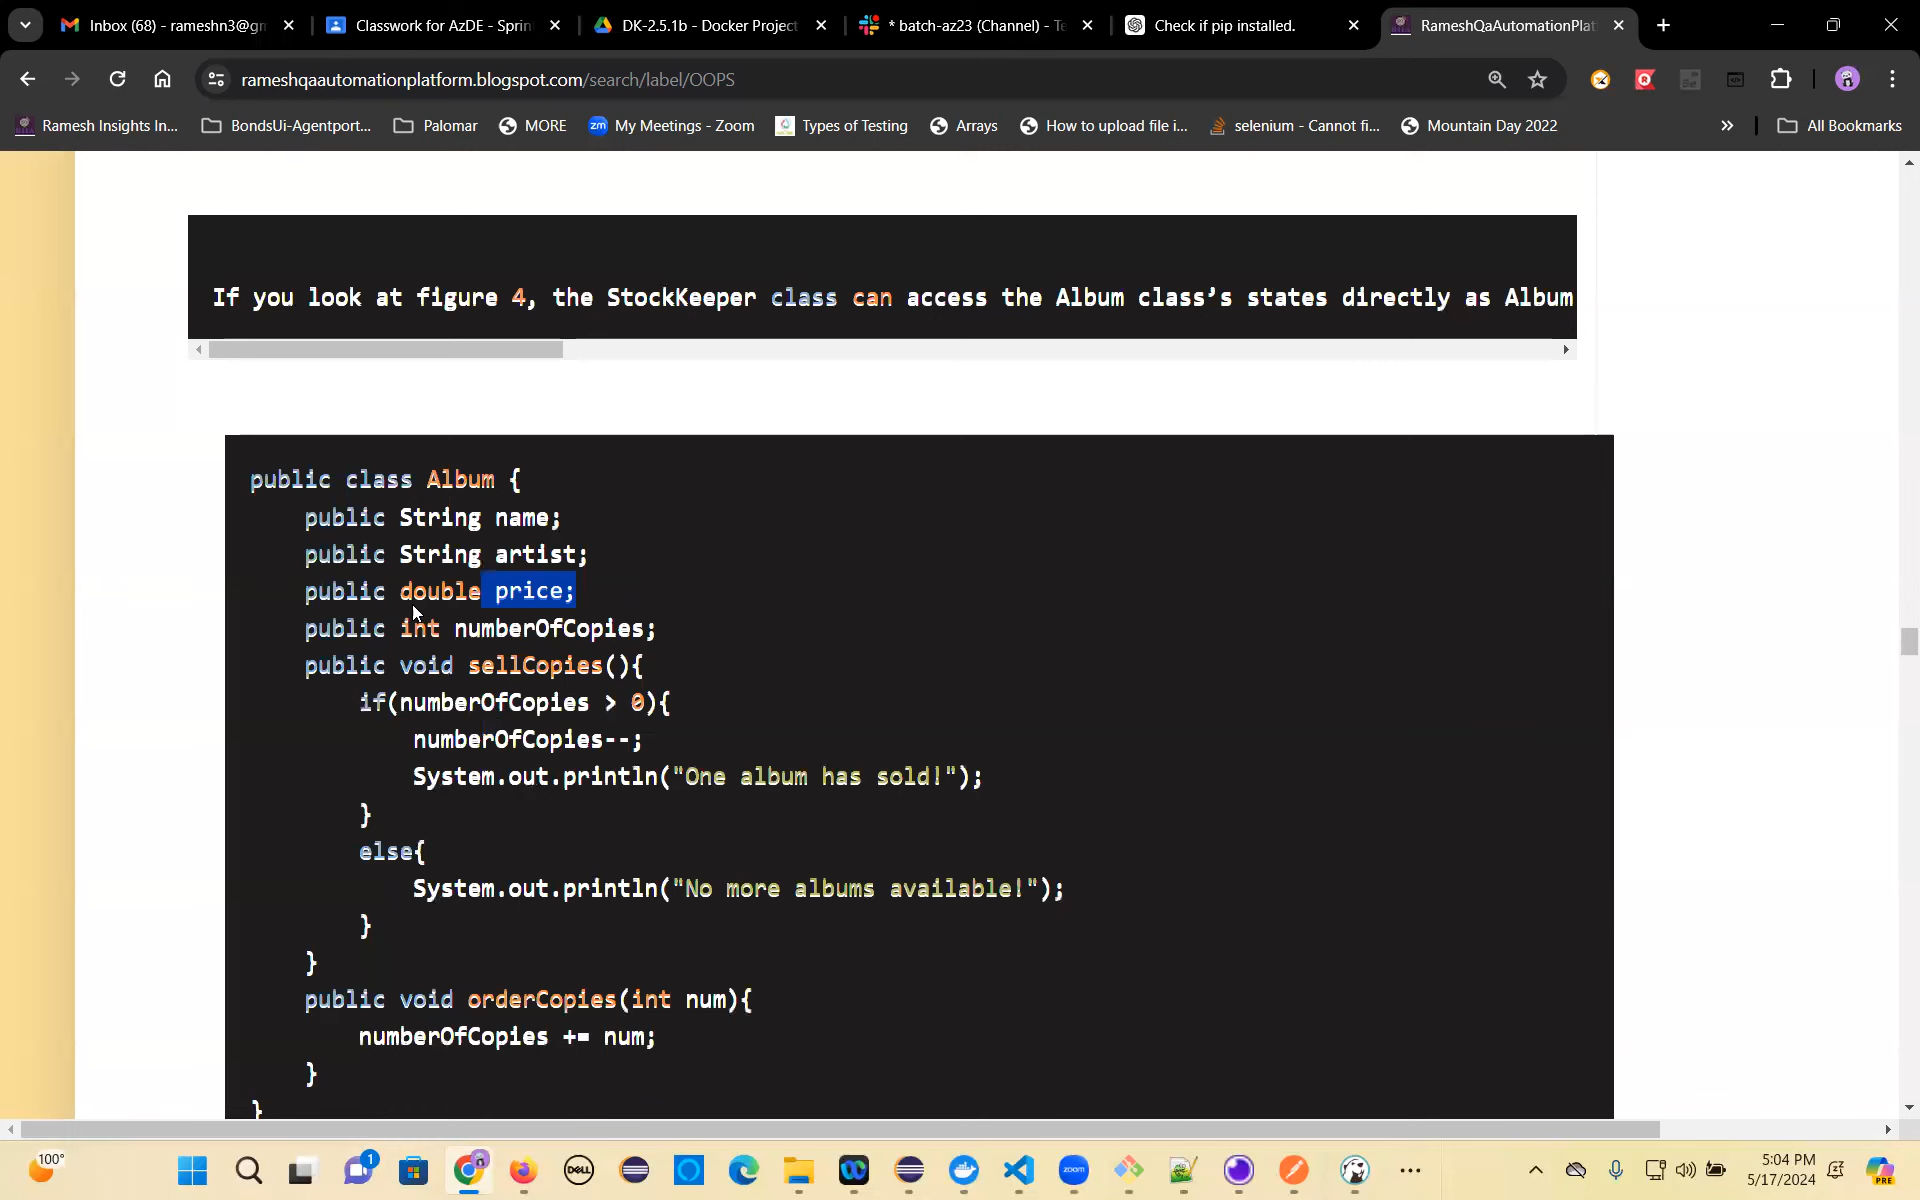 Inbox (68) - rameshn3@gr
Classwork for AzDE - Sprin
DK-2.5.1b - Docker Project
* batch-az23 (Channel) - Te
Check if pip installed.
RameshQaAutomationPlat
rameshqaautomationplatform.blogspot.com/search/label/OOPS
Ramesh Insights In...
BondsUi-Agentport...
Palomar
MORE
zm My Meetings - Zoom
Types of Testing
Arrays
How to upload file i...
selenium - Cannot fi...
Mountain Day 2022
All Bookmarks
If you look at figure 4, the StockKeeper class can access the Album class’s states directly as Album
public class Album {
public String name;
public String artist;
public double price;
public int numberOfCopies;
public void sellCopies(){
if(numberOfCopies > 0){
numberOfCopies--;
System.out.println("One album has sold!");
}
else{
System.out.println("No more albums available!");
}
}
public void orderCopies(int num){
numberOfCopies += num;
}
}
100°
1
DELL
zoom
5:04 PM
5/17/2024
PRE